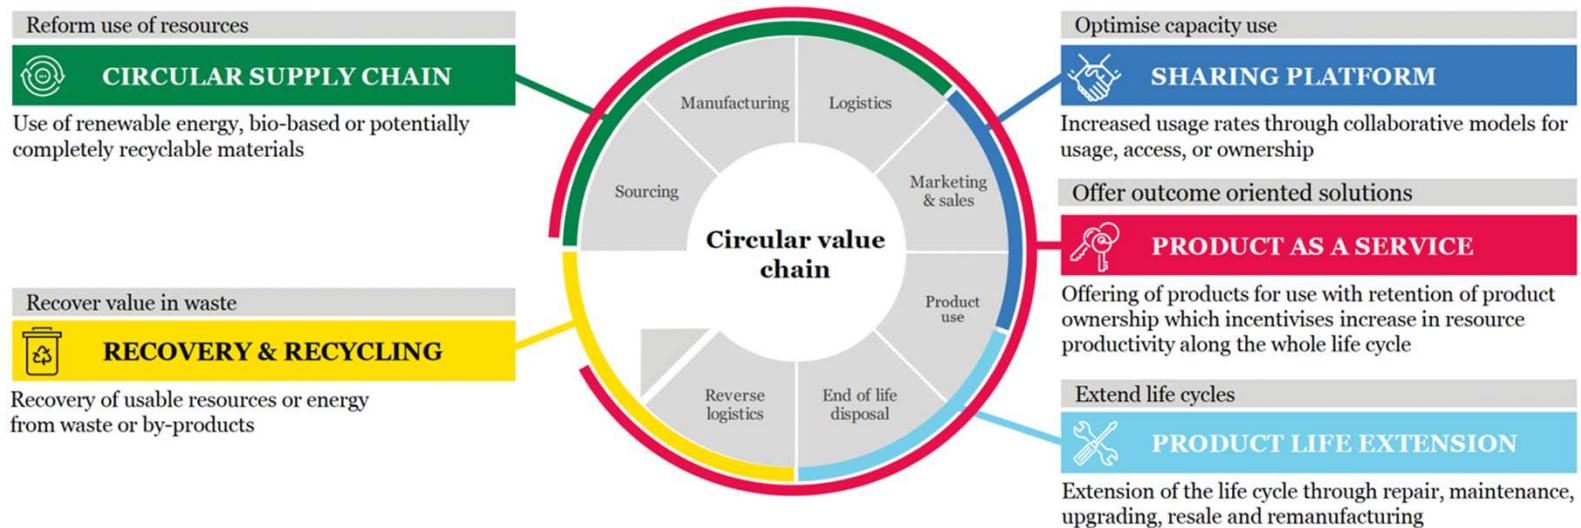 Reform use of resources
CIRCULAR SUPPLY CHAIN
Use of renewable energy, bio-based or potentially
completely recyclable materials
Recover value in waste
RECOVERY & RECYCLING
Recovery of usable resources or energy
from waste or by-products
Manufacturing
Logistics
Sourcing
Marketing
& sales
Circular value
chain
Product
use
Reverse
logistics
End of life
disposal
Optimise capacity use
SHARING PLATFORM
Increased usage rates through collaborative models for
usage, access, or ownership
Offer outcome oriented solutions
PRODUCT AS A SERVICE
Offering of products for use with retention of product
ownership which incentivises increase in resource
productivity along the whole life cycle
Extend life cycles
PRODUCT LIFE EXTENSION
Extension of the life cycle through repair, maintenance,
upgrading, resale and remanufacturing